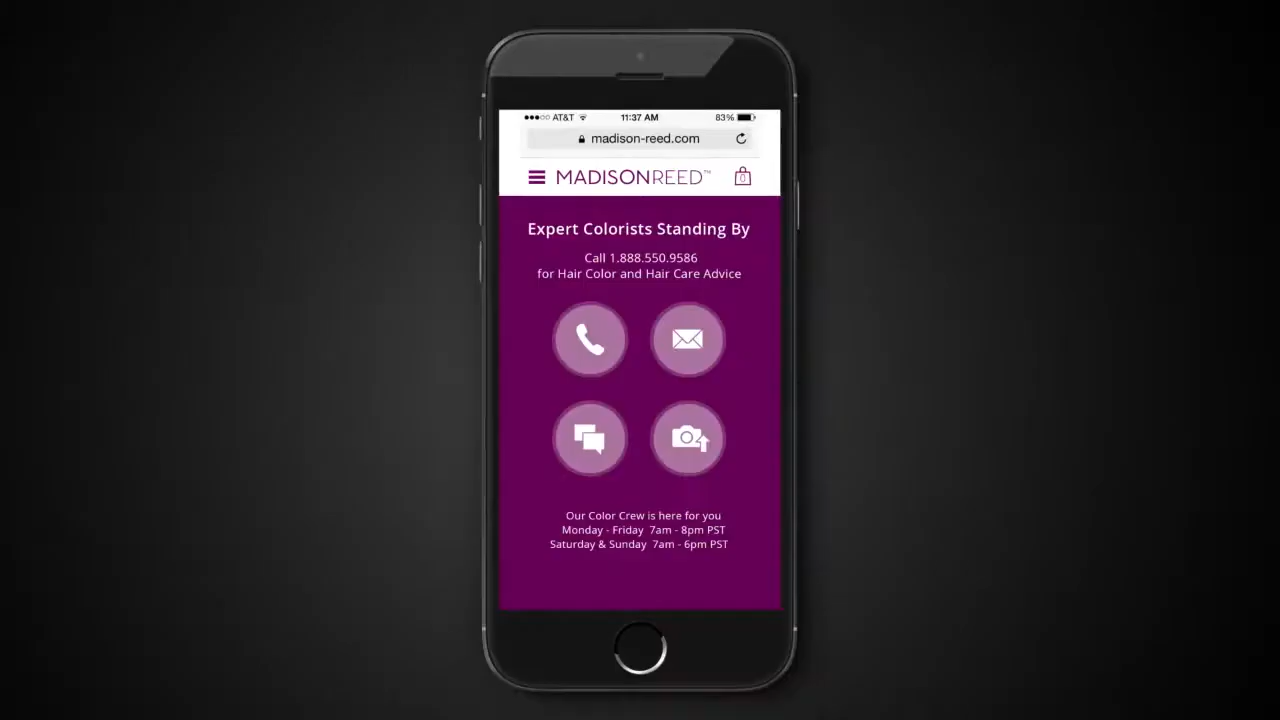 ●●●○○ AT&T 11:37 AM 83%
madison-reed.com
MADISONREED™ 0
Expert Colorists Standing By
Call 1.888.550.9586
for Hair Color and Hair Care Advice
Our Color Crew is here for you
Monday - Friday 7am - 8pm PST
Saturday & Sunday 7am - 6pm PST